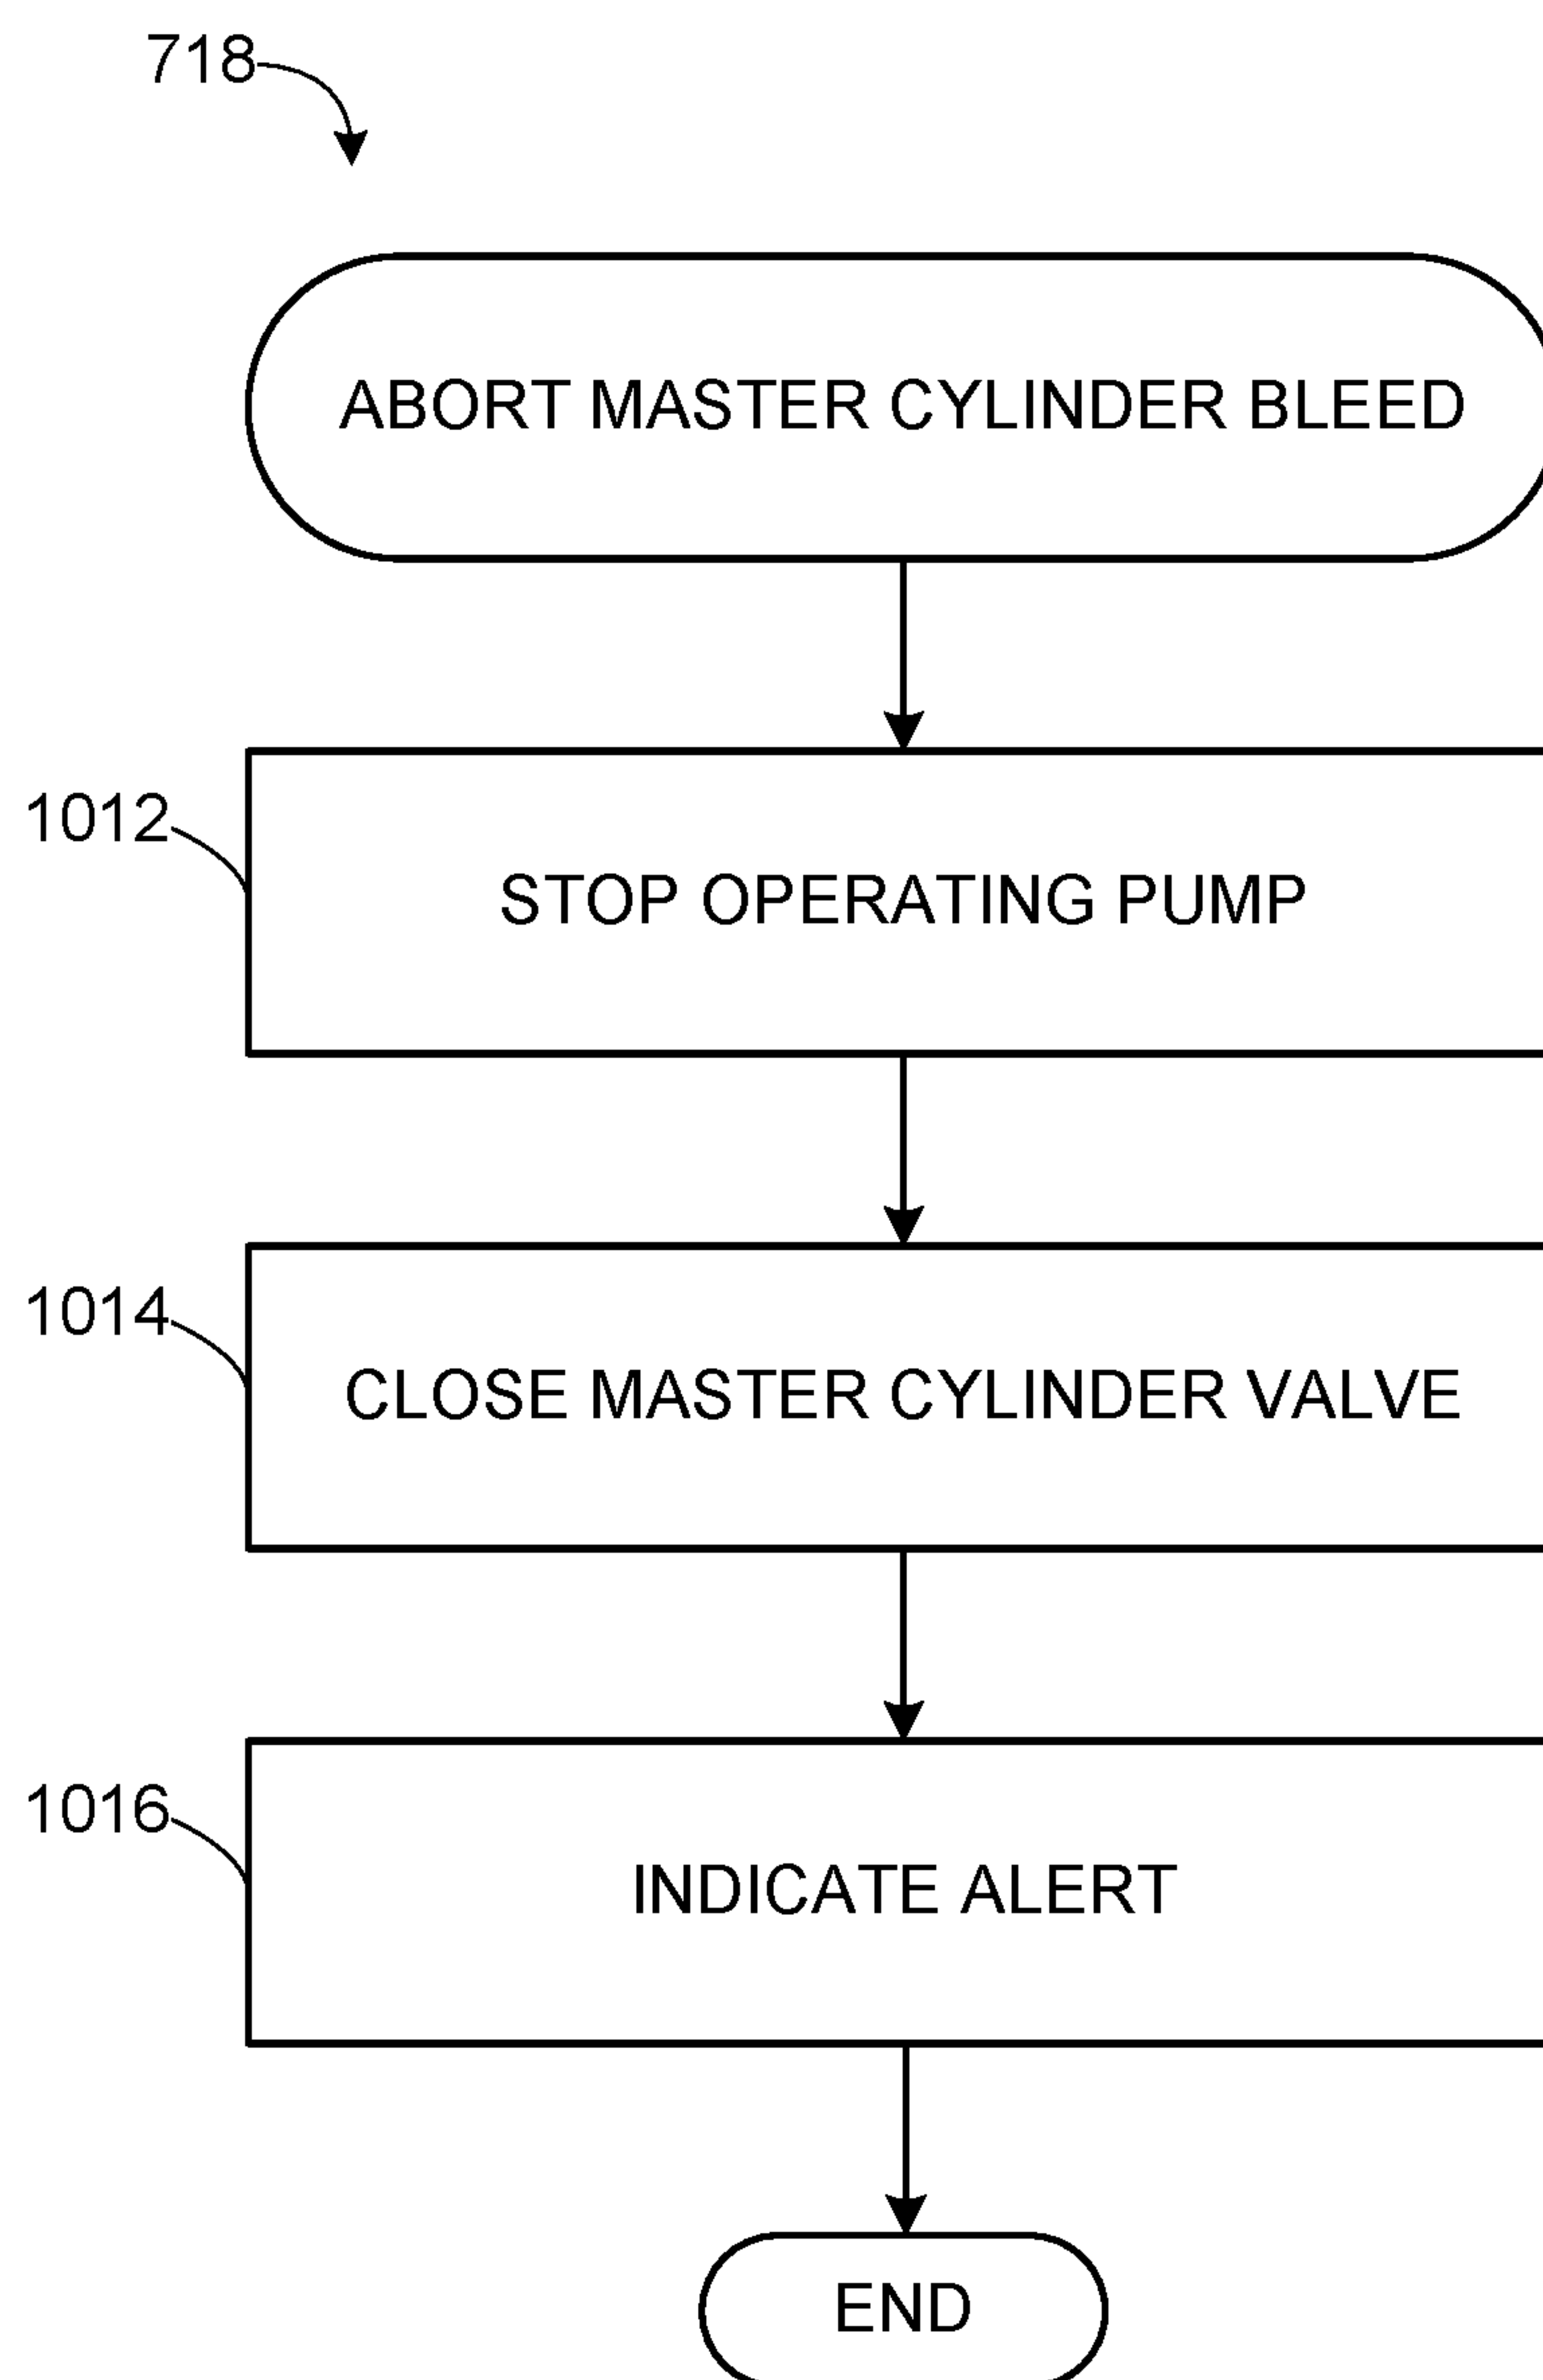 718
ABORT MASTER CYLINDER BLEED
1012
STOP OPERATING PUMP
1014
CLOSE MASTER CYLINDER VALVE
1016
INDICATE ALERT
END